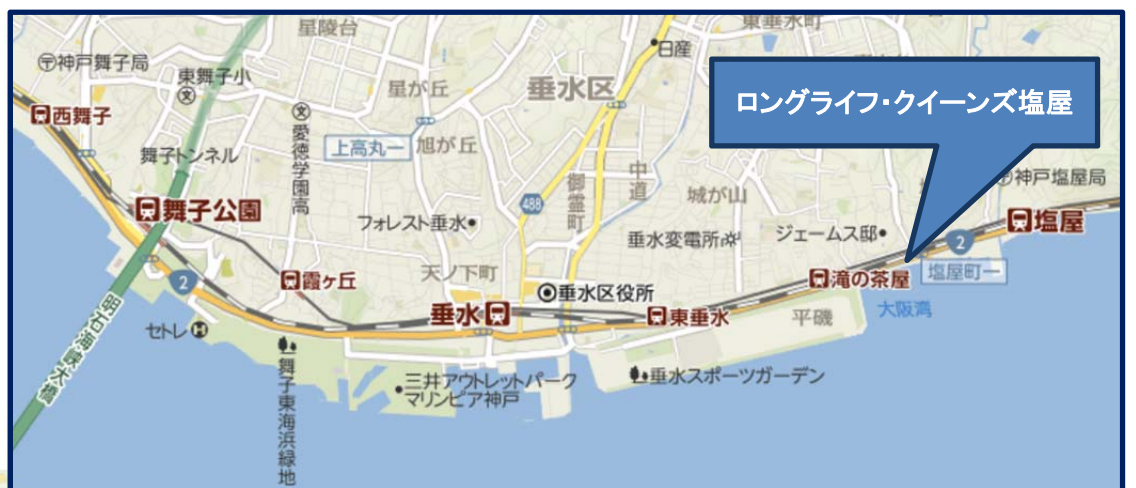 星陵台
東垂水町
日産
〒神戸舞子局
東舞子小
文
文
星が丘
垂水区
ロングライフ・クイーンズ塩屋
西舞子
愛徳学園高
上高丸一
旭が丘
舞子トンネル
中道
御霊町
城が山
〒神戸塩屋局
488
舞子公園
フォレスト垂水
垂水変電所
ジェームス邸
2
塩屋
塩屋町一
2
霞ヶ丘
天ノ下町
垂水区役所
滝の茶屋
大阪湾
垂水
東垂水
平磯
セトレ
H
明石海峡大橋
舞子東海浜緑地
三井アウトレットパーク
マリンピア神戸
垂水スポーツガーデン